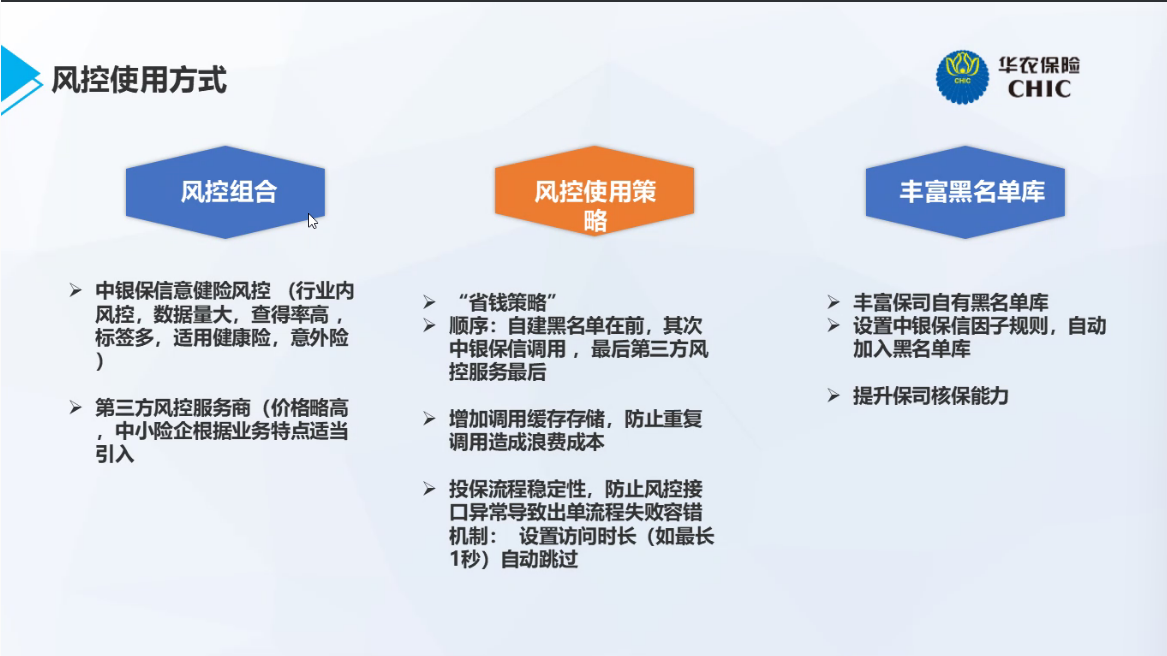 风控使用方式
CHIC
华农保险
CHIC
风控组合
中银保信意健险风控 （行业内
风控，数据量大，查得率高 ，
标签多，适用健康险，意外险
）
第三方风控服务商（价格略高
，中小险企根据业务特点适当
引入
风控使用策
略
“省钱策略”
顺序：自建黑名单在前，其次
中银保信调用 ，最后第三方风
控服务最后
增加调用缓存存储，防止重复
调用造成浪费成本
投保流程稳定性，防止风控接
口异常导致出单流程失败容错
机制： 设置访问时长（如最长
1秒）自动跳过
丰富黑名单库
丰富保司自有黑名单库
设置中银保信因子规则，自动
加入黑名单库
提升保司核保能力